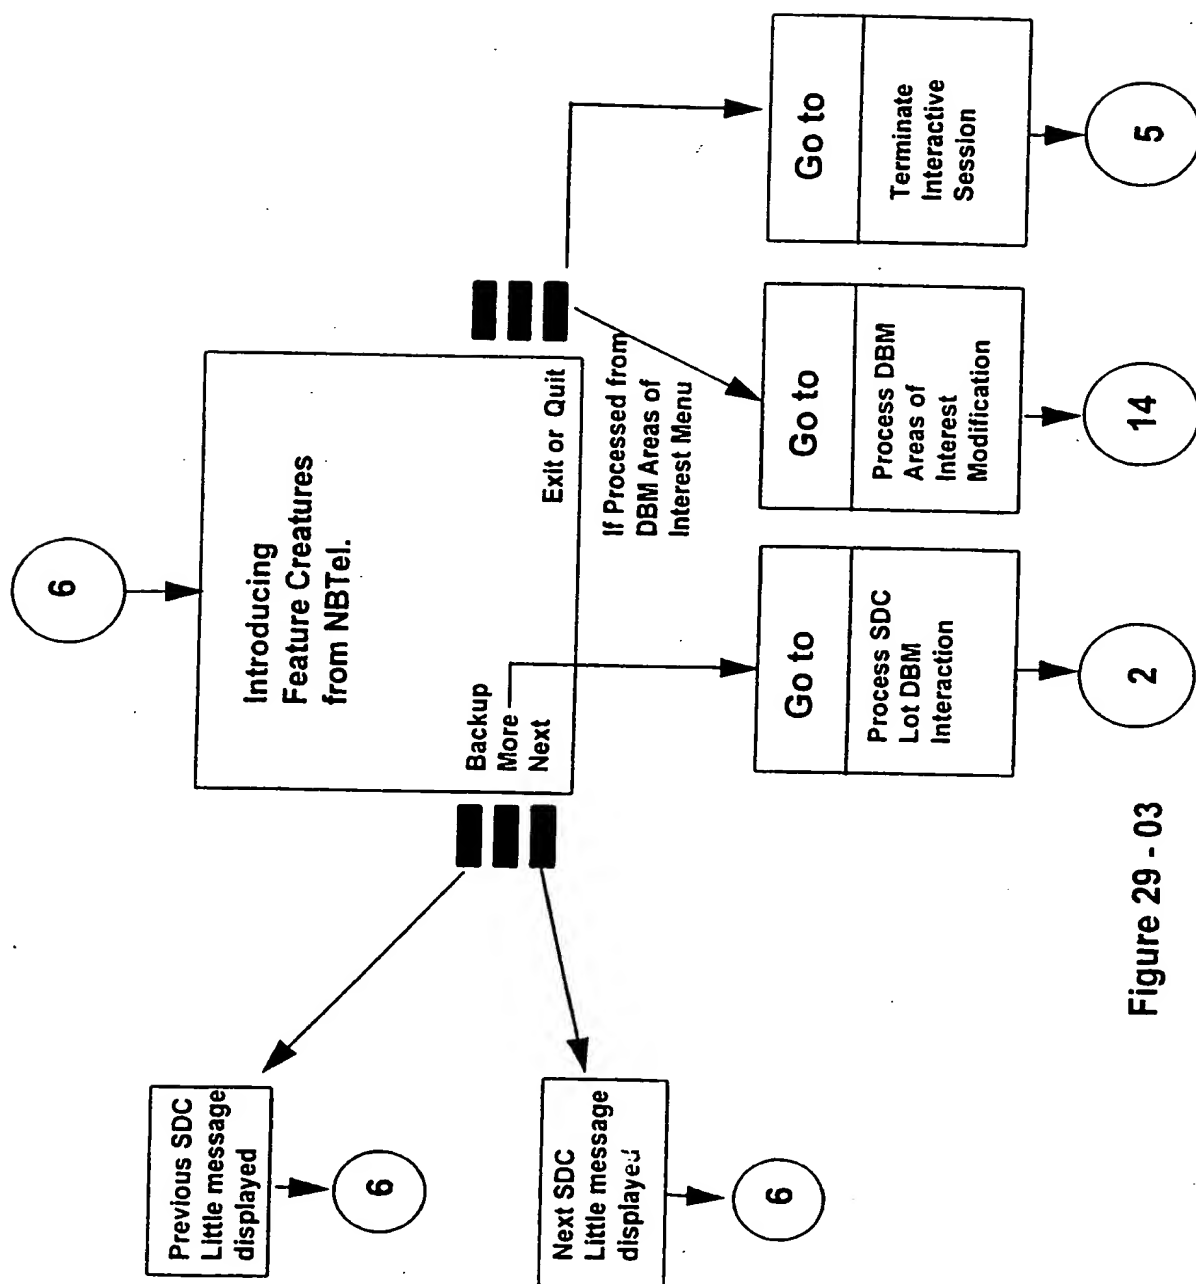 6
Introducing
Feature Creatures
from NBTel.
Backup
More
Next
Exit or Quit
Previous SDC
Little message
displayed
6
Next SDC
Little message
displayed
6
If Processed from
DBM Areas of
Interest Menu
Go to
Process SDC
Lot DBM
Interaction
2
Go to
Process DBM
Areas of
Interest
Modification
14
Go to
Terminate
Interactive
Session
5
Figure 29 - 03